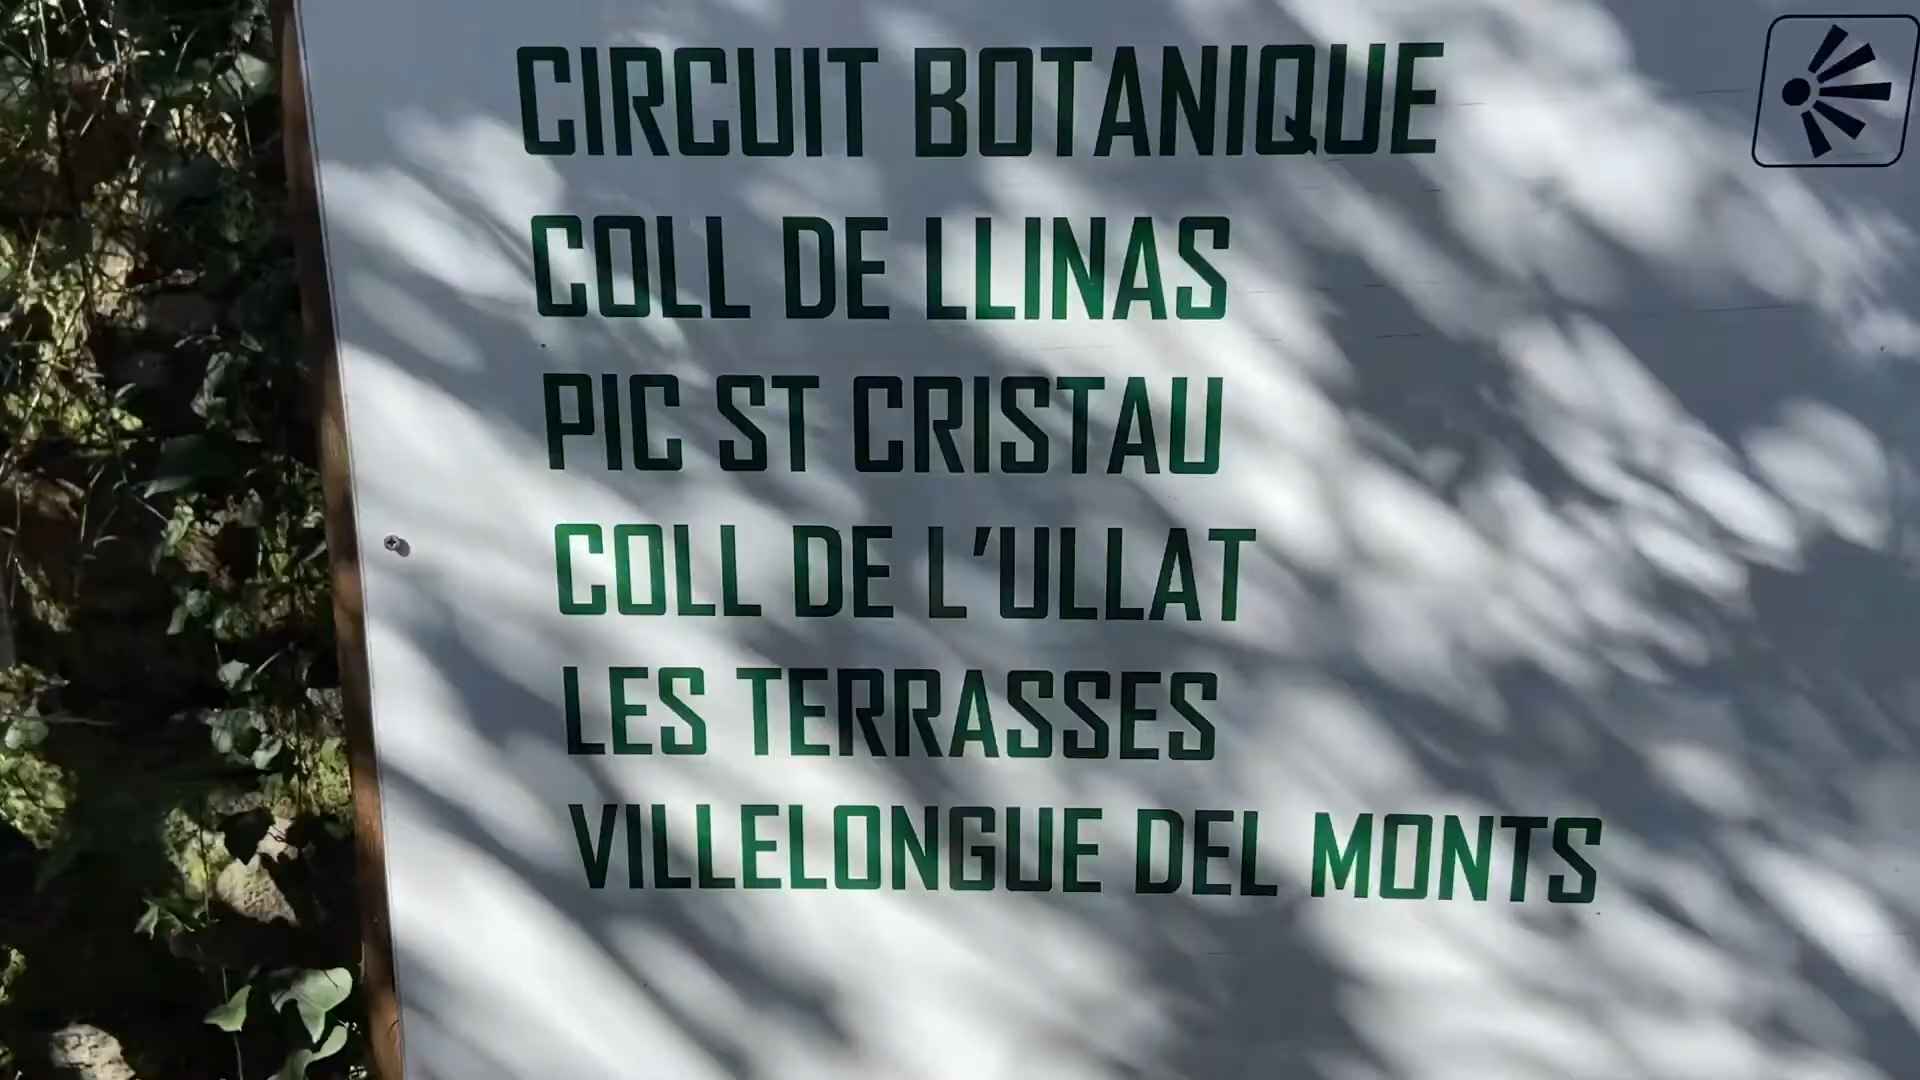 CIRCUIT BOTANIQUE
COLL DE LLINAS
PIC ST CRISTAU
COLL DE L'ULLAT
LES TERRASSES
VILLELONGUE DEL MONTS